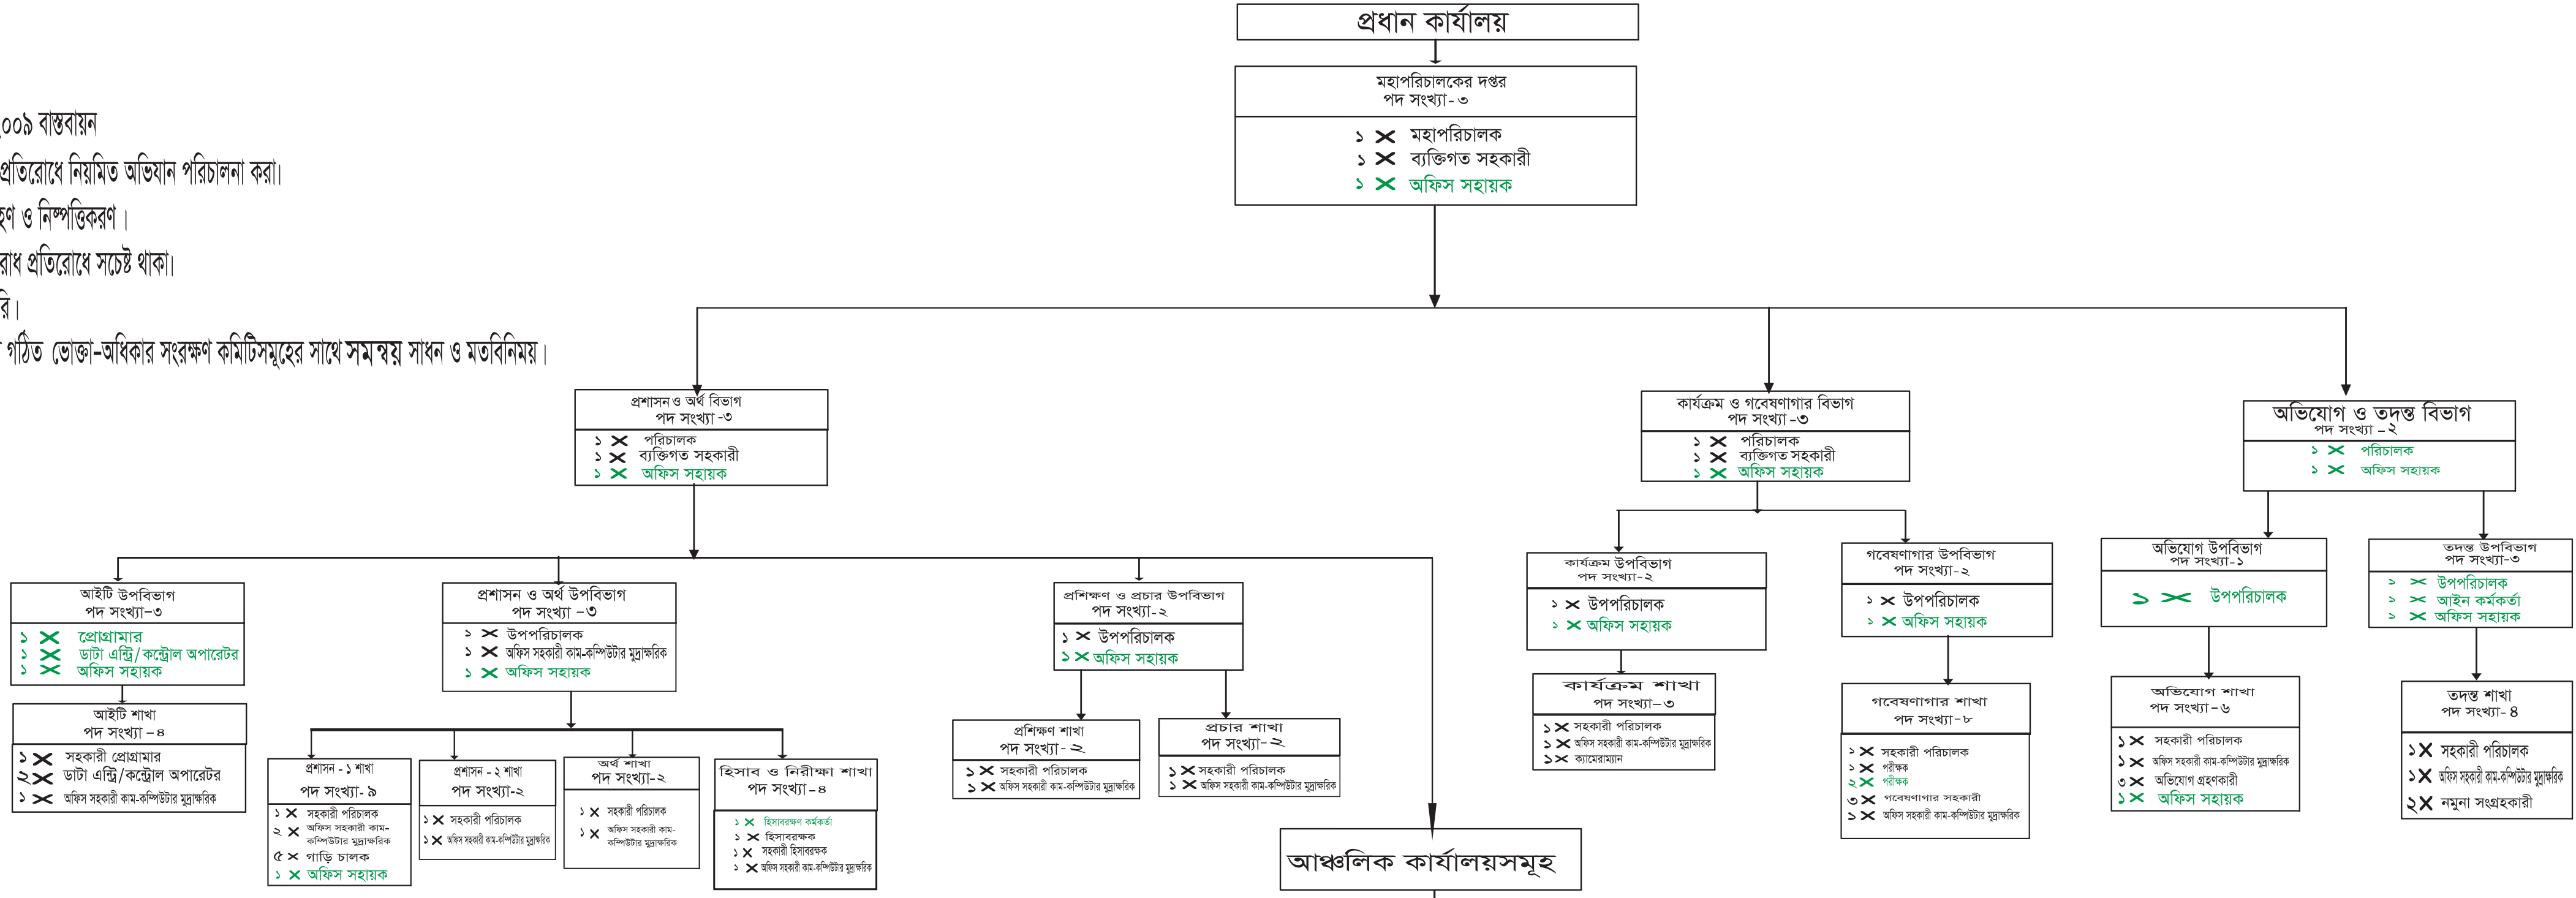 প্রধান কার্যালয়
মহাপরিচালকের দপ্তর
পদ সংখ্যা- ৩
১ X মহাপরিচালক
১ X ব্যক্তিগত সহকারী
১ X অফিস সহায়ক
২০০৯ বাস্তবায়ন
প্রতিরোধে নিয়মিত অভিযান পরিচালনা করা।
ও নিষ্পত্তিকরণ।
প্রতিরোধে সচেষ্ট থাকা।
গঠিত ভোক্তা-অধিকার সংরক্ষণ কমিটিসমূহের সাথে সমন্বয় সাধন ও মতবিনিময়।
প্রশাসন ও অর্থ বিভাগ
পদ সংখ্যা -৩
১ X পরিচালক
১ X ব্যক্তিগত সহকারী
১ X অফিস সহায়ক
কার্যক্রম ও গবেষণাগার বিভাগ
পদ সংখ্যা -৩
১ X পরিচালক
১ X ব্যক্তিগত সহকারী
১ X অফিস সহায়ক
অভিযোগ ও তদন্ত বিভাগ
পদ সংখ্যা -২
১ X পরিচালক
১ X অফিস সহায়ক
আইটি উপবিভাগ
পদ সংখ্যা-৩
১ X প্রোগ্রামার
১ X ডাটা এন্ট্রি/কন্ট্রোল অপারেটর
১ X অফিস সহায়ক
প্রশাসন ও অর্থ উপবিভাগ
পদ সংখ্যা -৩
১ X উপপরিচালক
১ X অফিস সহকারী কাম-কম্পিউটার মুদ্রাক্ষরিক
১ X অফিস সহায়ক
প্রশিক্ষণ ও প্রচার উপবিভাগ
পদ সংখ্যা-২
১ X উপপরিচালক
১ X অফিস সহায়ক
কার্যক্রম উপবিভাগ
পদ সংখ্যা-২
১ X উপপরিচালক
১ X অফিস সহায়ক
গবেষণাগার উপবিভাগ
পদ সংখ্যা-২
১ X উপপরিচালক
১ X অফিস সহায়ক
অভিযোগ উপবিভাগ
পদ সংখ্যা-১
১ X উপপরিচালক
তদন্ত উপবিভাগ
পদ সংখ্যা-৩
১ X উপপরিচালক
১ X আইন কর্মকর্তা
১ X অফিস সহায়ক
আইটি শাখা
পদ সংখ্যা -৪
১ X সহকারী প্রোগ্রামার
২ X ডাটা এন্ট্রি/কন্ট্রোল অপারেটর
১ X অফিস সহকারী কাম-কম্পিউটার মুদ্রাক্ষরিক
প্রশাসন - ১ শাখা
পদ সংখ্যা- ৯
১ X সহকারী পরিচালক
২ X অফিস সহকারী কাম-
কম্পিউটার মুদ্রাক্ষরিক
৫ X গাড়ি চালক
১ X অফিস সহায়ক
প্রশাসন - ২ শাখা
পদ সংখ্যা-২
১ X সহকারী পরিচালক
১ X অফিস সহকারী কাম-কম্পিউটার মুদ্রাক্ষরিক
অর্থ শাখা
পদ সংখ্যা-২
১ X সহকারী পরিচালক
১ X অফিস সহকারী কাম-
কম্পিউটার মুদ্রাক্ষরিক
হিসাব ও নিরীক্ষা শাখা
পদ সংখ্যা -৪
১ X হিসাবরক্ষণ কর্মকর্তা
১ X হিসাবরক্ষক
১ X সহকারী হিসাবরক্ষক
১ X অফিস সহকারী কাম-কম্পিউটার মুদ্রাক্ষরিক
প্রশিক্ষণ শাখা
পদ সংখ্যা- ২
১ X সহকারী পরিচালক
১ X অফিস সহকারী কাম-কম্পিউটার মুদ্রাক্ষরিক
প্রচার শাখা
পদ সংখ্যা-২
১ X সহকারী পরিচালক
১ X অফিস সহকারী কাম-কম্পিউটার মুদ্রাক্ষরিক
কার্যক্রম শাখা
পদ সংখ্যা-৩
১ X সহকারী পরিচালক
১ X অফিস সহকারী কাম-কম্পিউটার মুদ্রাক্ষরিক
১ X ক্যামেরাম্যান
গবেষণাগার শাখা
পদ সংখ্যা-৮
১ X সহকারী পরিচালক
১ X পরীক্ষক
২ X পরীক্ষক
৩ X গবেষণাগার সহকারী
১ X অফিস সহকারী কাম-কম্পিউটার মুদ্রাক্ষরিক
অভিযোগ শাখা
পদ সংখ্যা -৬
১ X সহকারী পরিচালক
১ X অফিস সহকারী কাম-কম্পিউটার মুদ্রাক্ষরিক
৩ X অভিযোগ গ্রহণকারী
১ X অফিস সহায়ক
তদন্ত শাখা
পদ সংখ্যা- ৪
১ X সহকারী পরিচালক
১ X অফিস সহকারী কাম-কম্পিউটার মুদ্রাক্ষরিক
২ X নমুনা সংগ্রহকারী
আঞ্চলিক কার্যালয়সমূহ